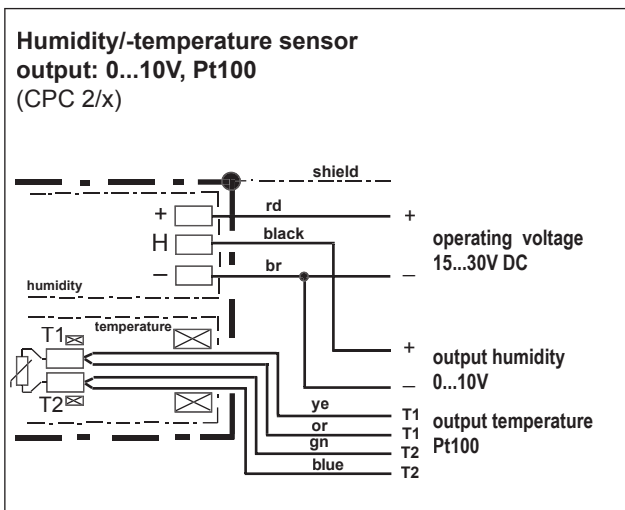 Humidity/-temperature sensor
output: 0...10V, Pt100
(CPC 2/x)
shield
+ rd +
H black
operating voltage
15...30V DC
– br –
humidity
T1 temperature
+
output humidity
0...10V
–
T2
ye T1
or T1
output temperature
Pt100
gn T2
blue T2